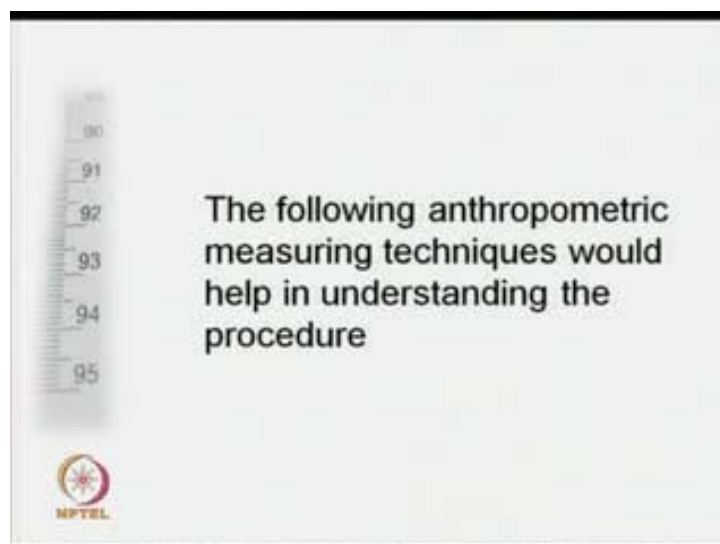 90
91
92
93
94
95
The following anthropometric
measuring techniques would
help in understanding the
procedure
NPTEL